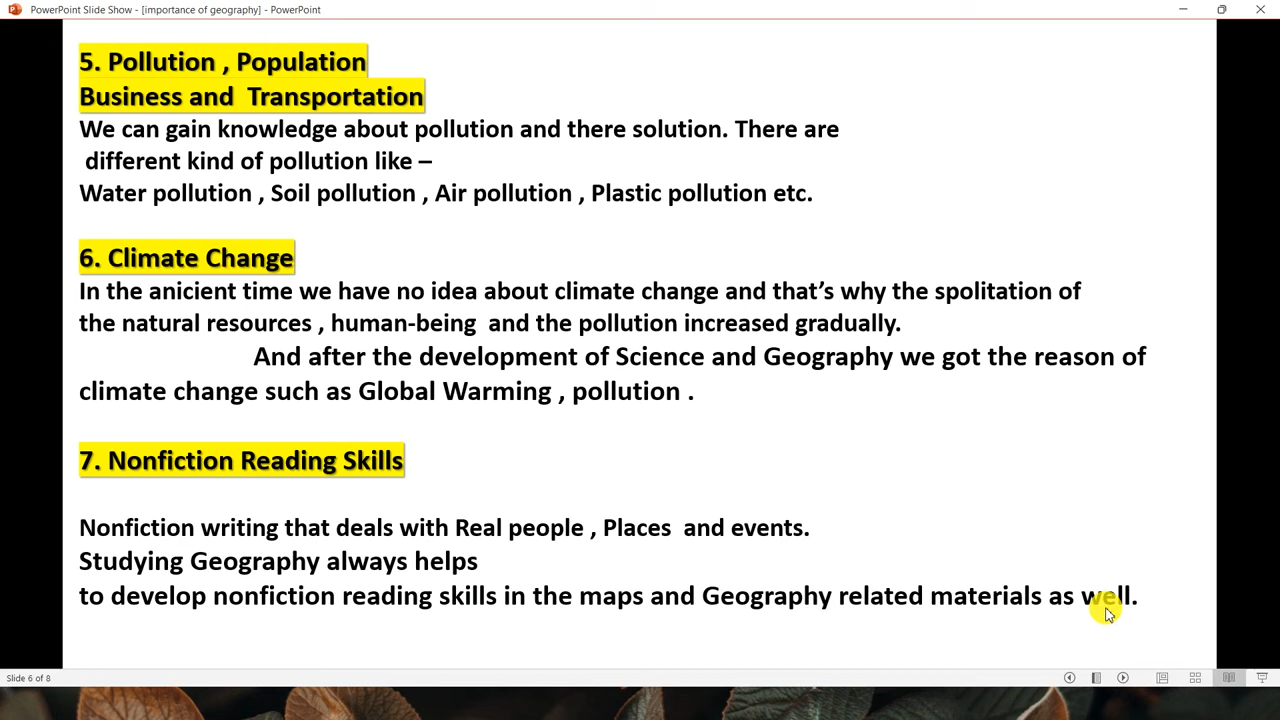 PowerPoint Slide Show - [importance of geography] - PowerPoint
5. Pollution , Population
Business and Transportation
We can gain knowledge about pollution and there solution. There are
different kind of pollution like –
Water pollution , Soil pollution , Air pollution , Plastic pollution etc.
6. Climate Change
In the anicient time we have no idea about climate change and that’s why the spolitation of
the natural resources , human-being and the pollution increased gradually.
And after the development of Science and Geography we got the reason of
climate change such as Global Warming , pollution .
7. Nonfiction Reading Skills
Nonfiction writing that deals with Real people , Places and events.
Studying Geography always helps
to develop nonfiction reading skills in the maps and Geography related materials as well.
Slide 6 of 8